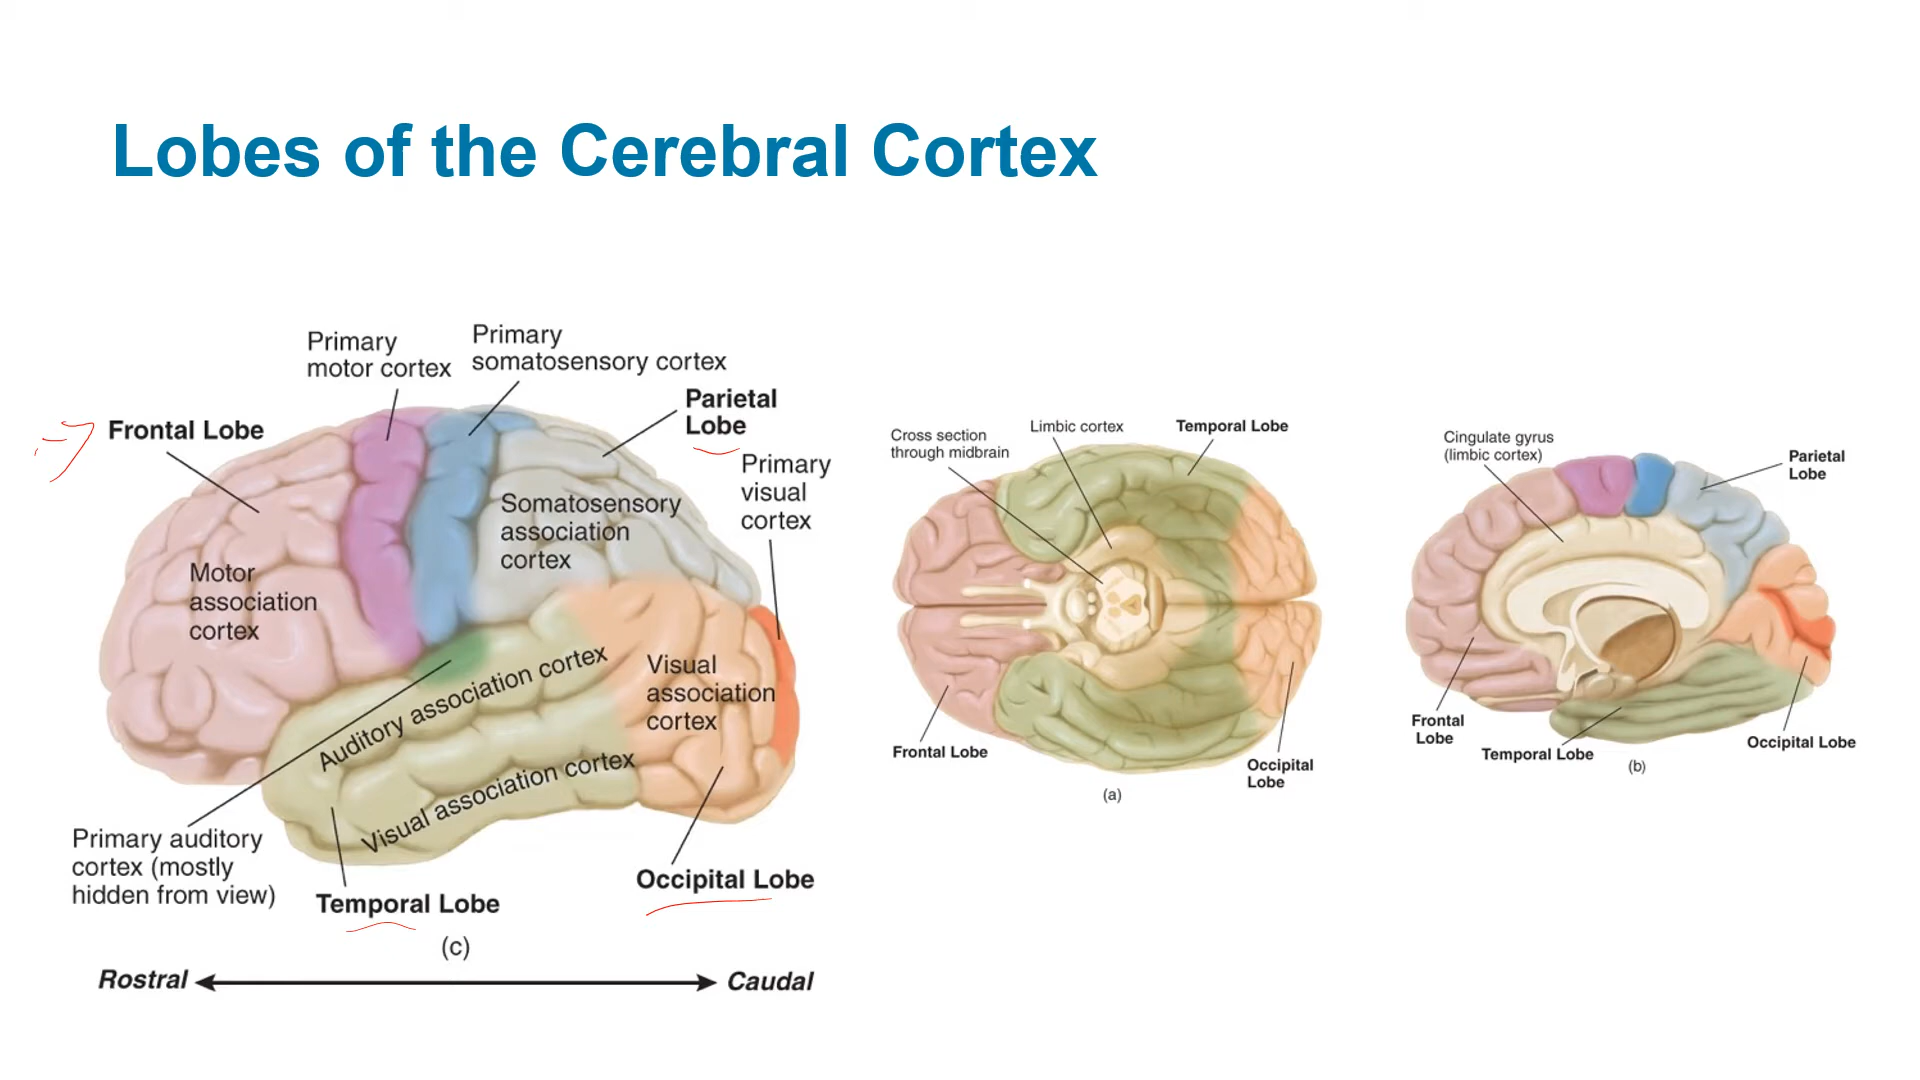 Lobes of the Cerebral Cortex
Primary
motor cortex
Primary
somatosensory cortex
Parietal
Lobe
Frontal Lobe
Primary
visual
cortex
Somatosensory
association
cortex
Motor
association
cortex
Auditory association cortex
Visual
association
cortex
Visual association cortex
Primary auditory
cortex (mostly
hidden from view)
Temporal Lobe
Occipital Lobe
(c)
Rostral
Caudal
Cross section
through midbrain
Limbic cortex
Temporal Lobe
Frontal Lobe
Occipital
Lobe
(a)
Cingulate gyrus
(limbic cortex)
Parietal
Lobe
Frontal
Lobe
Temporal Lobe
Occipital Lobe
(b)